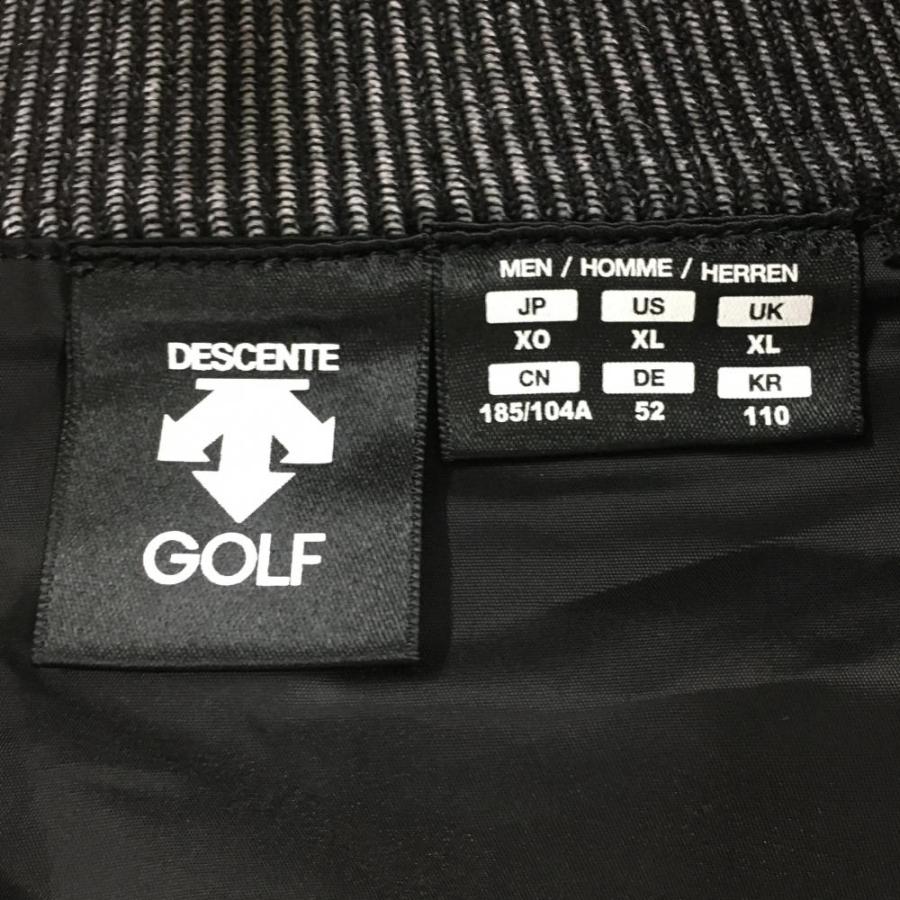 DESCENTE
GOLF
MEN / HOMME / HERREN
JP US UK
XO XL XL
CN DE KR
185/104A 52 110